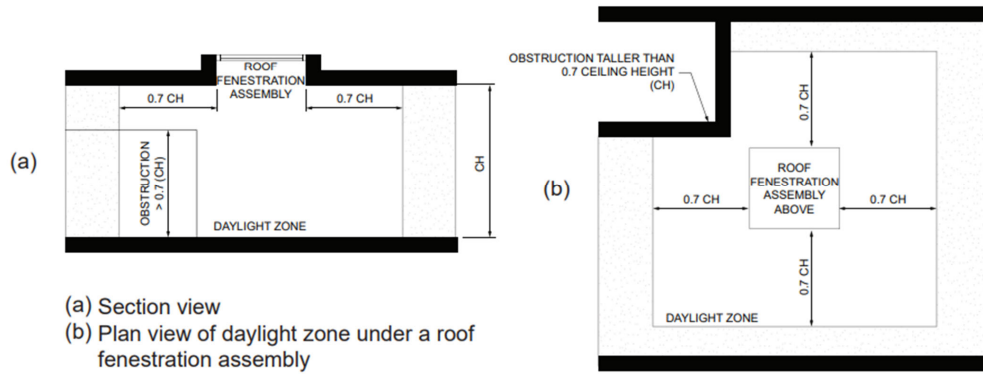 ROOF
FENESTRATION
ASSEMBLY
0.7 CH
0.7 CH
(a)
OBSTRUCTION
> 0.7 (CH)
CH
DAYLIGHT ZONE
(a) Section view
(b) Plan view of daylight zone under a roof
fenestration assembly
OBSTRUCTION TALLER THAN
0.7 CEILING HEIGHT
(CH)
0.7 CH
(b)
ROOF
FENESTRATION
ASSEMBLY
ABOVE
0.7 CH
0.7 CH
0.7 CH
DAYLIGHT ZONE